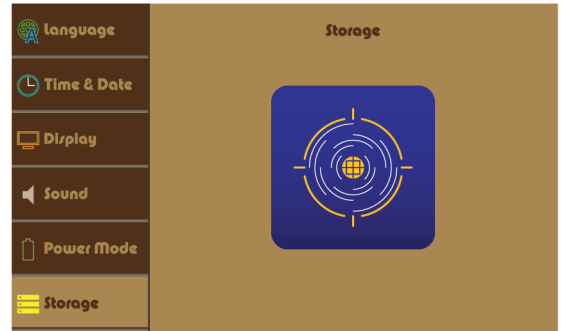 Language
Time & Date
Display
Sound
Power Mode
Storage
Storage